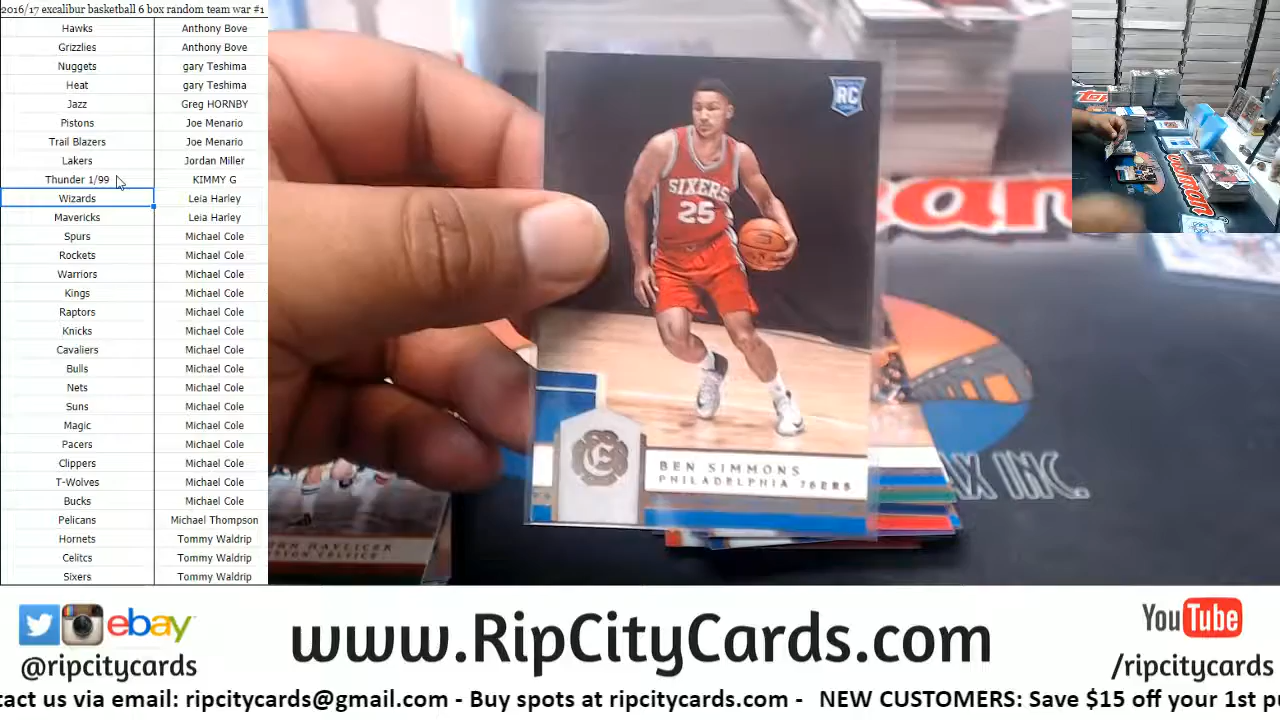 2016/17 excalibur basketball 6 box random team war #1
Hawks Anthony Bove
Grizzlies Anthony Bove
Nuggets gary Teshima
Heat gary Teshima
Jazz Greg HORNBY
Pistons Joe Menario
Trail Blazers Joe Menario
Lakers Jordan Miller
Thunder 1/99 KIMMY G
Wizards Leia Harley
Mavericks Leia Harley
Spurs Michael Cole
Rockets Michael Cole
Warriors Michael Cole
Kings Michael Cole
Raptors Michael Cole
Knicks Michael Cole
Cavaliers Michael Cole
Bulls Michael Cole
Nets Michael Cole
Suns Michael Cole
Magic Michael Cole
Pacers Michael Cole
Clippers Michael Cole
T-Wolves Michael Cole
Bucks Michael Cole
Pelicans Michael Thompson
Hornets Tommy Waldrip
Celitcs Tommy Waldrip
Sixers Tommy Waldrip
RC
SIXERS
25
E
BEN SIMMONS
PHILADELPHIA 76ERS
HAVLICEK
CELTICS
AX INC.
ebay
@ripcitycards
www.RipCityCards.com
YouTube
/ripcitycards
tact us via email: ripcitycards@gmail.com - Buy spots at ripcitycards.com - NEW CUSTOMERS: Save $15 off your 1st pu